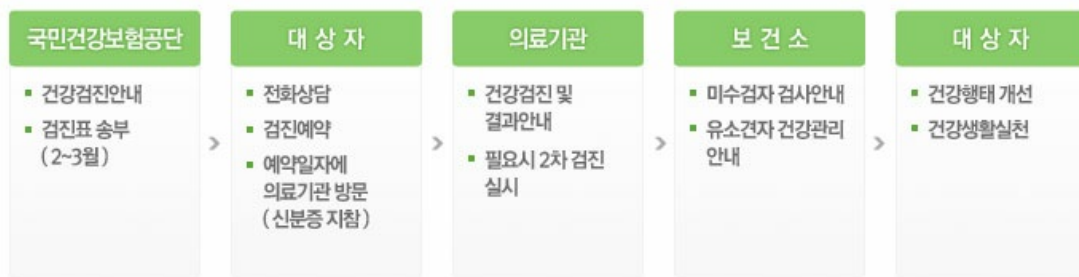 국민건강보험공단
건강검진안내
검진표 송부
( 2~3월 )
대 상 자
전화상담
검진예약
예약일자에
의료기관 방문
( 신분증 지참 )
의료기관
건강검진 및
결과안내
필요시 2차 검진
실시
보 건 소
미수검자 검사안내
유소견자 건강관리
안내
대 상 자
건강행태 개선
건강생활실천